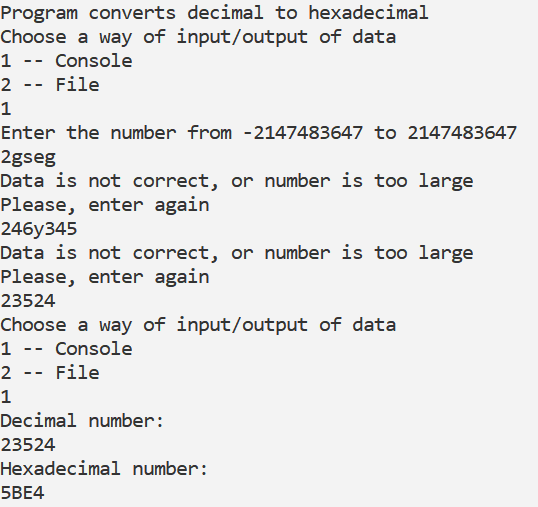 Program converts decimal to hexadecimal
Choose a way of input/output of data
1 -- Console
2 -- File
1
Enter the number from -2147483647 to 2147483647
2gseg
Data is not correct, or number is too large
Please, enter again
246y345
Data is not correct, or number is too large
Please, enter again
23524
Choose a way of input/output of data
1 -- Console
2 -- File
1
Decimal number:
23524
Hexadecimal number:
5BE4